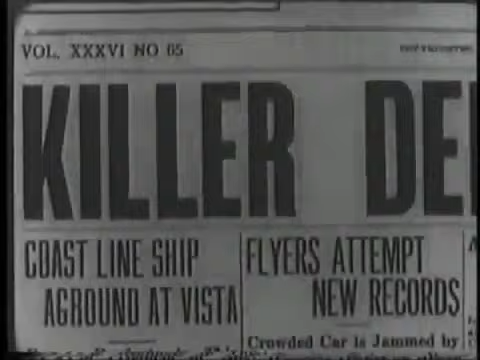 VOL. XXXVI NO 65
KILLER DE
COAST LINE SHIP
AGROUND AT VISTA
FLYERS ATTEMPT
NEW RECORDS
Crowded Car is Jammed by